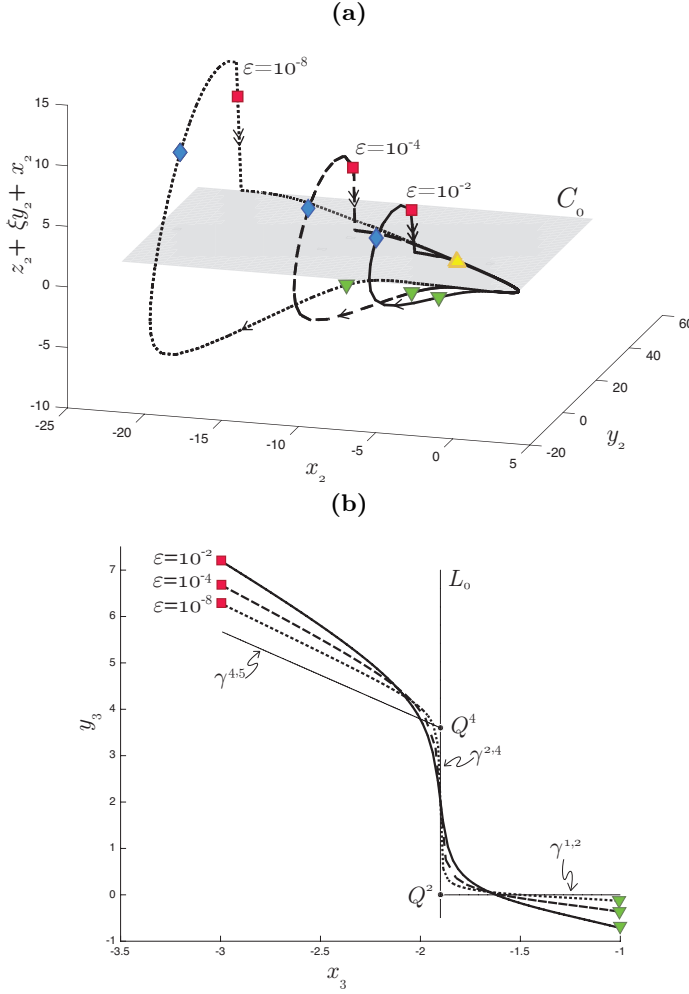 (a)
ε=10⁻⁸
ε=10⁻⁴
ε=10⁻²
C₀
z₂ + ξy₂ + x₂
15
10
5
0
-5
-10
-25
-20
-15
-10
-5
0
5
x₂
-20
0
20
40
60
y₂
(b)
7
6
5
4
3
2
1
0
-1
y₃
ε=10⁻²
ε=10⁻⁴
ε=10⁻⁸
γ⁴,⁵
L₀
Q⁴
γ²,⁴
γ¹,²
Q²
-3.5
-3
-2.5
-2
-1.5
-1
x₃